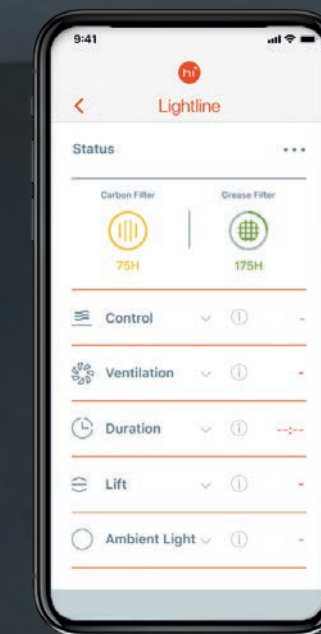 9:41
hi
Lightline
Status
Carbon Filter Grease Filter
75H 175H
Control -
Ventilation -
Duration --:--
Lift -
Ambient Light -